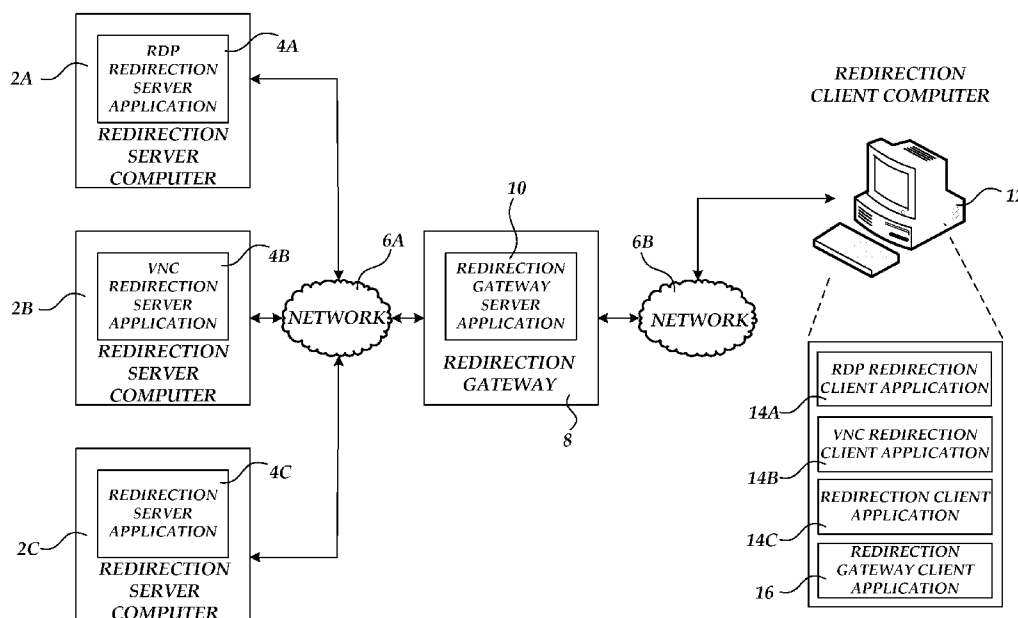 2A
RDP
REDIRECTION
SERVER
APPLICATION
4A
REDIRECTION
SERVER
COMPUTER
2B
VNC
REDIRECTION
SERVER
APPLICATION
4B
REDIRECTION
SERVER
COMPUTER
2C
REDIRECTION
SERVER
APPLICATION
4C
REDIRECTION
SERVER
COMPUTER
6A
NETWORK
10
REDIRECTION
GATEWAY
SERVER
APPLICATION
REDIRECTION
GATEWAY
8
6B
NETWORK
REDIRECTION
CLIENT COMPUTER
12
RDP REDIRECTION
CLIENT APPLICATION
14A
VNC REDIRECTION
CLIENT APPLICATION
14B
REDIRECTION CLIENT
APPLICATION
14C
REDIRECTION
GATEWAY CLIENT
APPLICATION
16